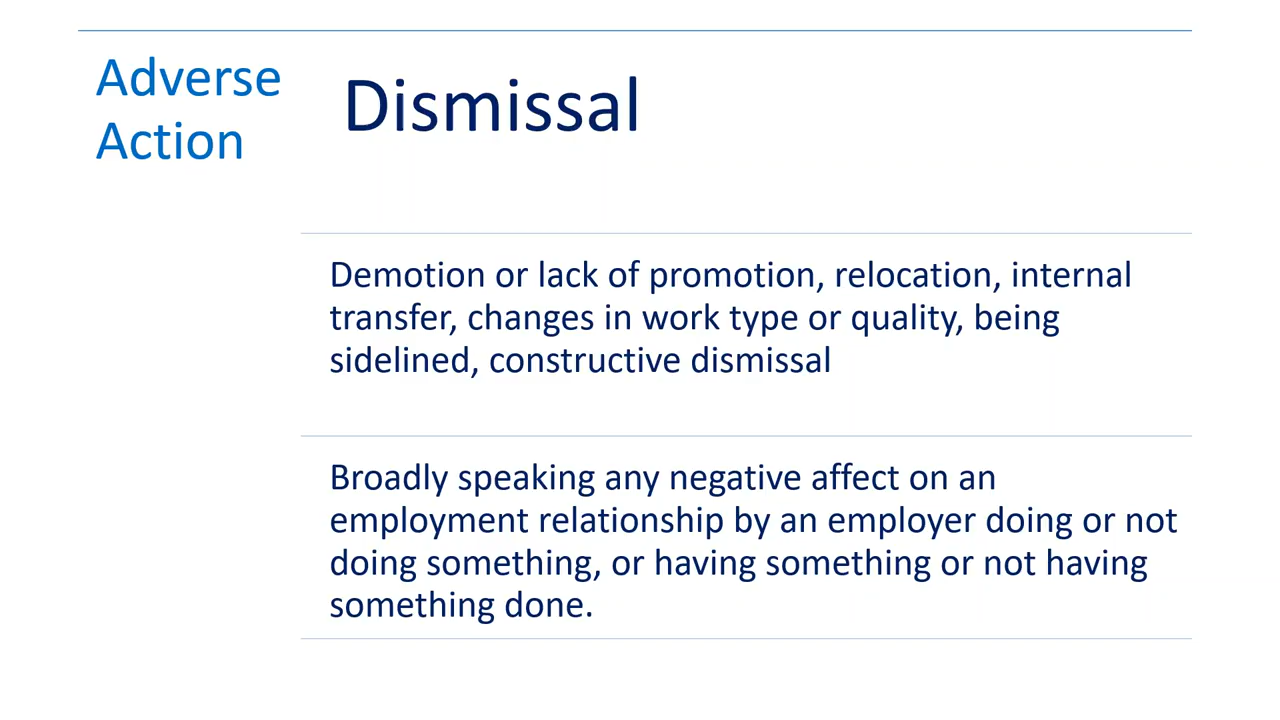 Adverse
Action
Dismissal
Demotion or lack of promotion, relocation, internal
transfer, changes in work type or quality, being
sidelined, constructive dismissal
Broadly speaking any negative affect on an
employment relationship by an employer doing or not
doing something, or having something or not having
something done.